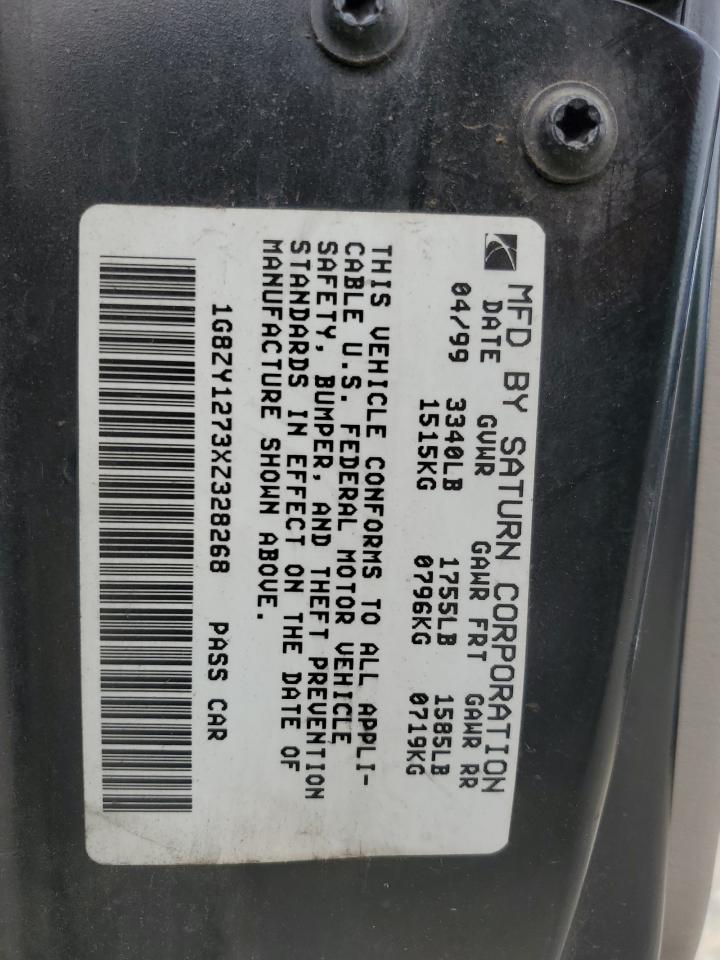 MFD BY SATURN CORPORATION
DATE GVWR GAWR FRT GAWR RR
04/99 3340LB 1755LB 1585LB
1515KG 0796KG 0719KG
THIS VEHICLE CONFORMS TO ALL APPLI-
CABLE U.S. FEDERAL MOTOR VEHICLE
SAFETY, BUMPER, AND THEFT PREVENTION
STANDARDS IN EFFECT ON THE DATE OF
MANUFACTURE SHOWN ABOVE.
1G8ZY1273XZ328268 PASS CAR